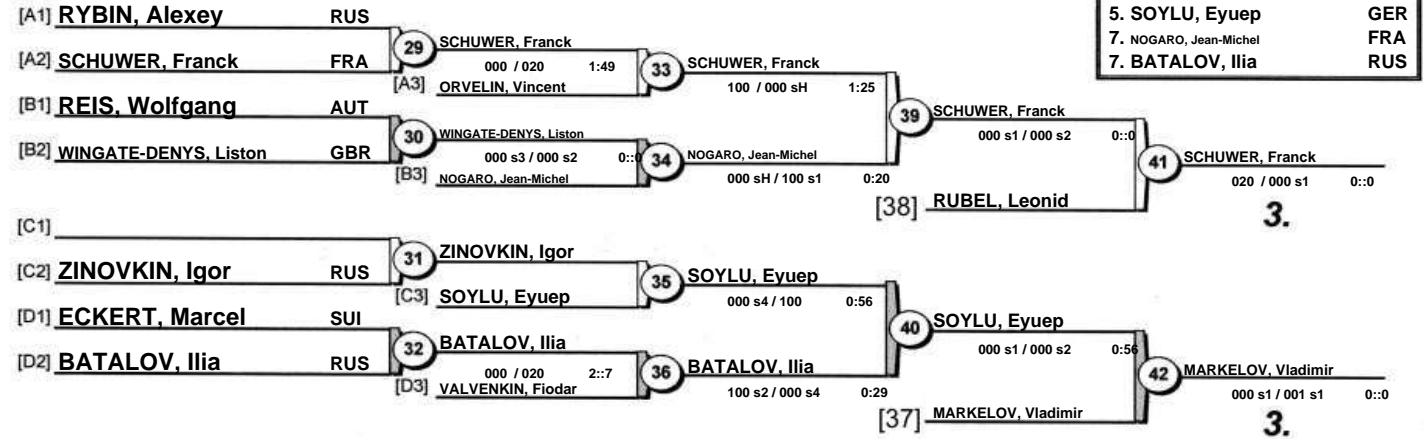 [A1] RYBIN, Alexey RUS
5. SOYLU, Eyuep GER
7. NOGARO, Jean-Michel FRA
7. BATALOV, Ilia RUS
29
SCHUWER, Franck
[A2] SCHUWER, Franck FRA
000 / 020 1:49
33
SCHUWER, Franck
[A3] ORVELIN, Vincent
100 / 000 sH 1:25
[B1] REIS, Wolfgang AUT
39
SCHUWER, Franck
30
WINGATE-DENYS, Liston
000 s1 / 000 s2 0::0
[B2] WINGATE-DENYS, Liston GBR
000 s3 / 000 s2 0::0
34
NOGARO, Jean-Michel
41
SCHUWER, Franck
[B3] NOGARO, Jean-Michel
000 sH / 100 s1 0:20
020 / 000 s1 0::0
[38] RUBEL, Leonid
3.
[C1]
31
ZINOVKIN, Igor
[C2] ZINOVKIN, Igor RUS
35
SOYLU, Eyuep
[C3] SOYLU, Eyuep
000 s4 / 100 0:56
[D1] ECKERT, Marcel SUI
40
SOYLU, Eyuep
32
BATALOV, Ilia
000 s1 / 000 s2 0:56
[D2] BATALOV, Ilia RUS
000 / 020 2::7
36
BATALOV, Ilia
42
MARKELOV, Vladimir
[D3] VALVENKIN, Fiodar
100 s2 / 000 s4 0:29
000 s1 / 001 s1 0::0
[37] MARKELOV, Vladimir
3.